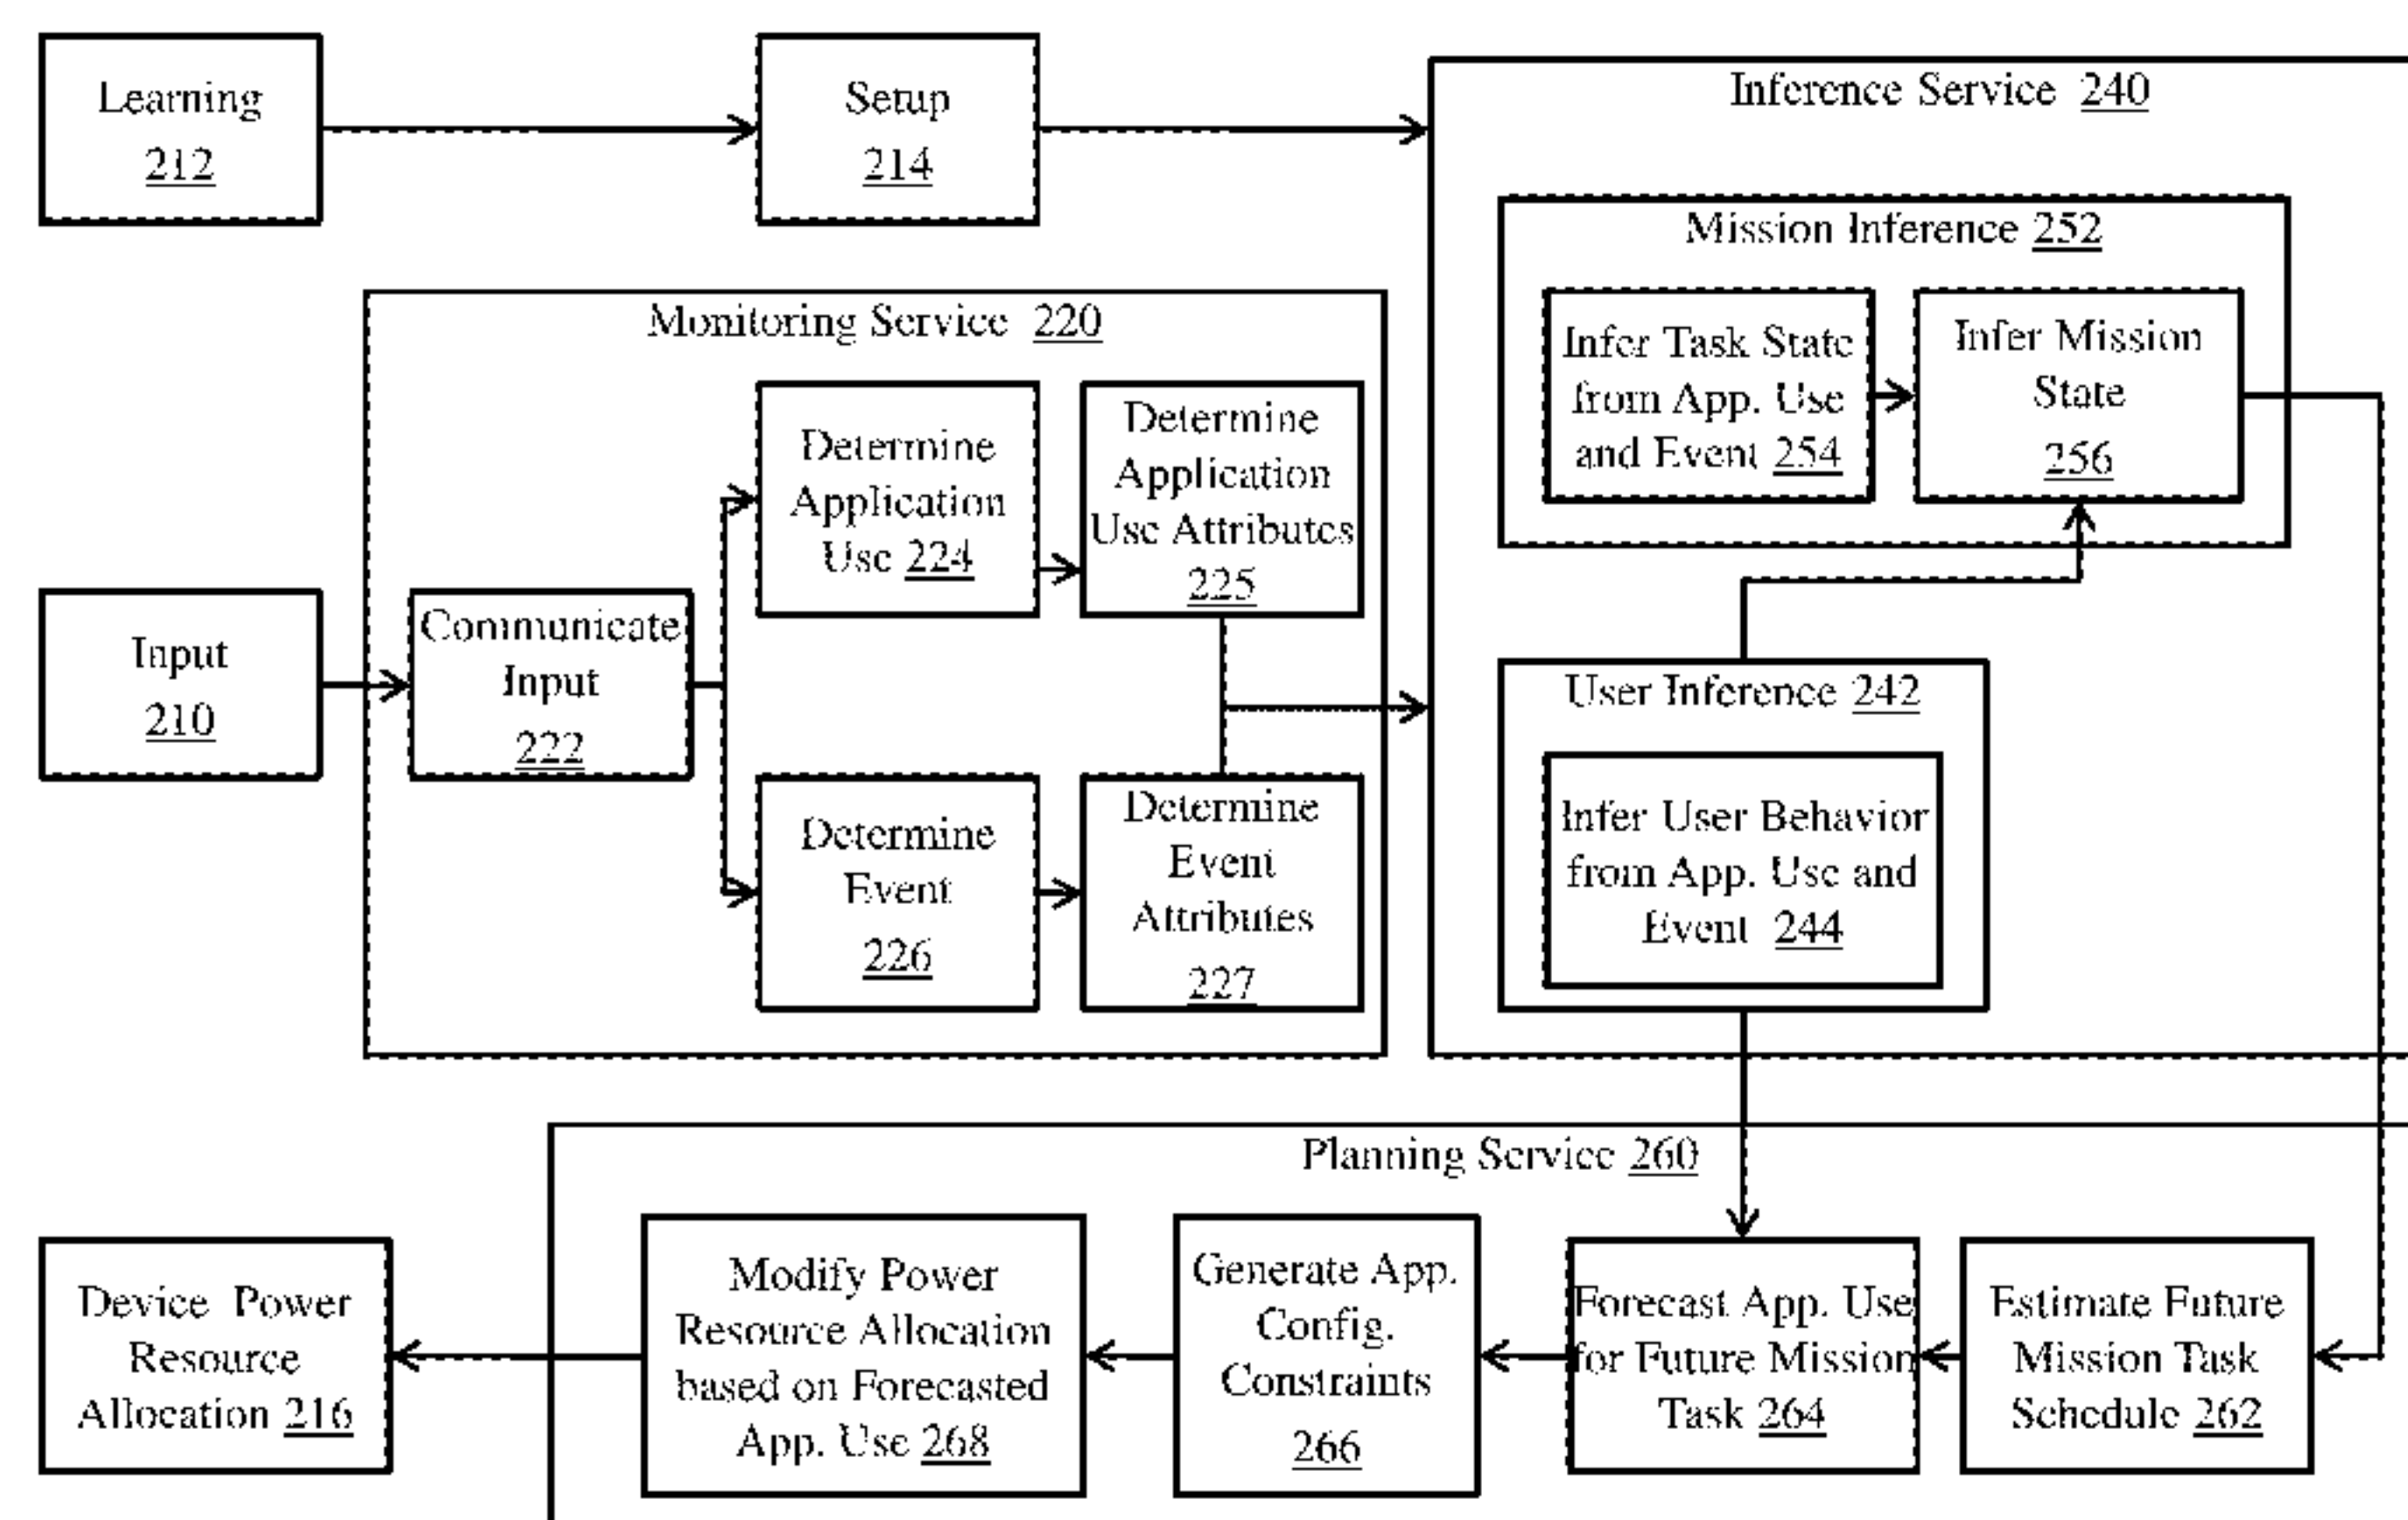 Learning
212
Setup
214
Inference Service 240
Mission Inference 252
Infer Task State
from App. Use
and Event 254
Infer Mission
State
256
Monitoring Service 220
Determine
Application
Use 224
Determine
Application
Use Attributes
225
Input
210
Communicate
Input
222
Determine
Event
226
Determine
Event
Attributes
227
User Inference 242
Infer User Behavior
from App. Use and
Event 244
Planning Service 260
Device Power
Resource
Allocation 216
Modify Power
Resource Allocation
based on Forecasted
App. Use 268
Generate App.
Config.
Constraints
266
Forecast App. Use
for Future Mission
Task 264
Estimate Future
Mission Task
Schedule 262